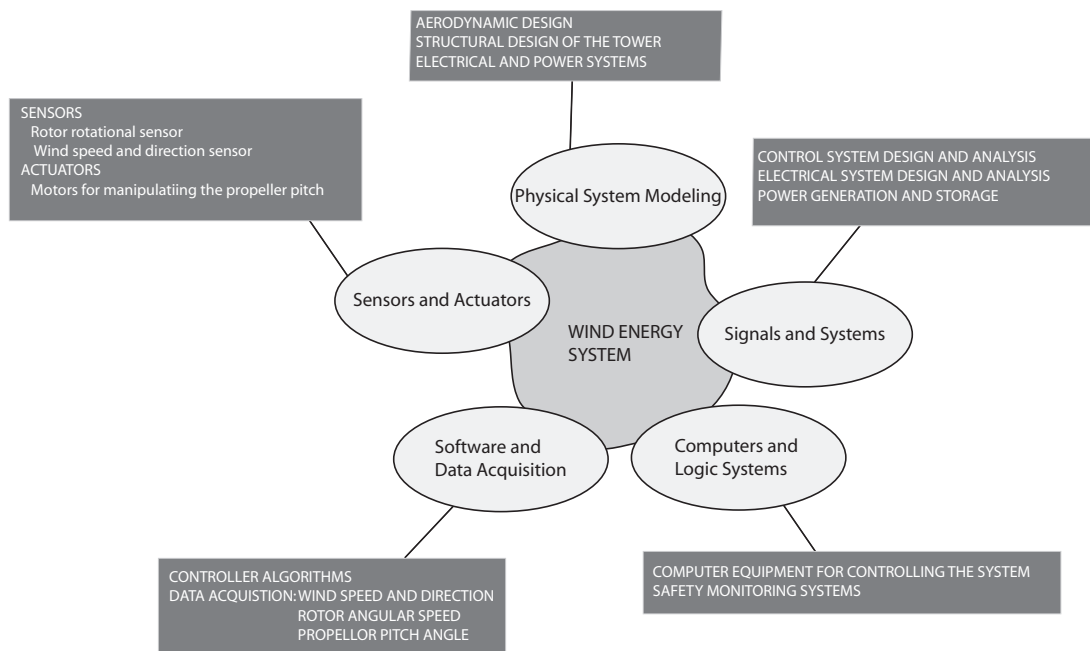 AERODYNAMIC DESIGN
STRUCTURAL DESIGN OF THE TOWER
ELECTRICAL AND POWER SYSTEMS
SENSORS
Rotor rotational sensor
Wind speed and direction sensor
ACTUATORS
Motors for manipulatiing the propeller pitch
CONTROL SYSTEM DESIGN AND ANALYSIS
ELECTRICAL SYSTEM DESIGN AND ANALYSIS
POWER GENERATION AND STORAGE
Physical System Modeling
Sensors and Actuators
WIND ENERGY
SYSTEM
Signals and Systems
Software and
Data Acquisition
Computers and
Logic Systems
CONTROLLER ALGORITHMS
DATA ACQUISTION: WIND SPEED AND DIRECTION
ROTOR ANGULAR SPEED
PROPELLOR PITCH ANGLE
COMPUTER EQUIPMENT FOR CONTROLLING THE SYSTEM
SAFETY MONITORING SYSTEMS